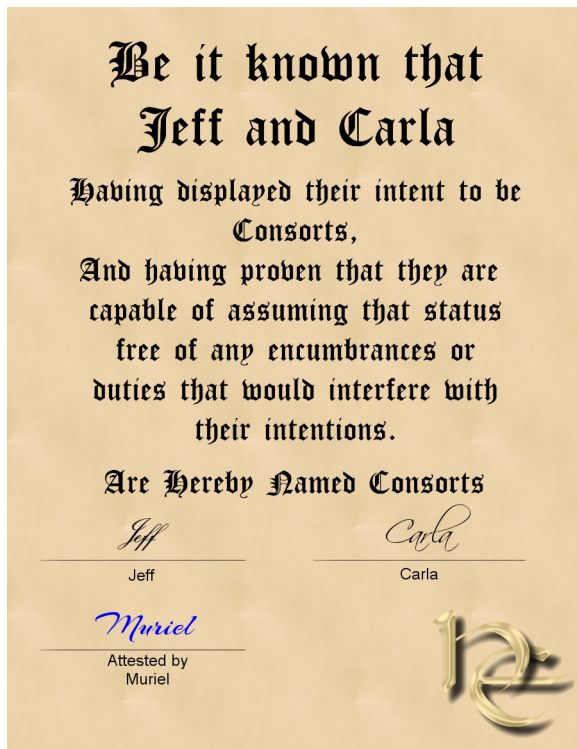 Be it known that
Jeff and Carla
Having displayed their intent to be
Consorts,
And having proven that they are
capable of assuming that status
free of any encumbrances or
duties that would interfere with
their intentions.
Are Hereby Named Consorts
Jeff
Carla
Jeff
Carla
Muriel
Attested by
Muriel